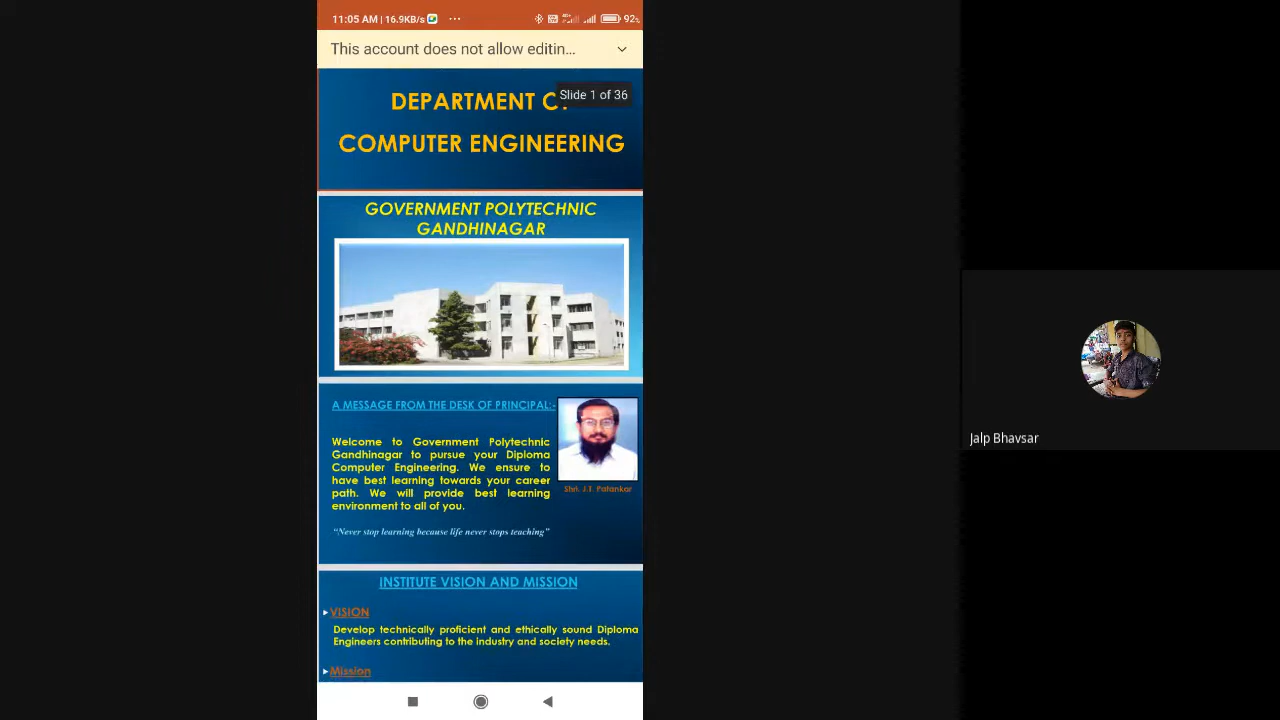 11:05 AM | 16.9KB/s ...
92%
This account does not allow editin...
Slide 1 of 36
DEPARTMENT OF
COMPUTER ENGINEERING
GOVERNMENT POLYTECHNIC
GANDHINAGAR
A MESSAGE FROM THE DESK OF PRINCIPAL:-
Welcome to Government Polytechnic
Gandhinagar to pursue your Diploma
Computer Engineering. We ensure to
have best learning towards your career
path. We will provide best learning
environment to all of you.
Shri. J.T. Patankar
“Never stop learning because life never stops teaching”
INSTITUTE VISION AND MISSION
VISION
Develop technically proficient and ethically sound Diploma
Engineers contributing to the industry and society needs.
Mission
Jalp Bhavsar